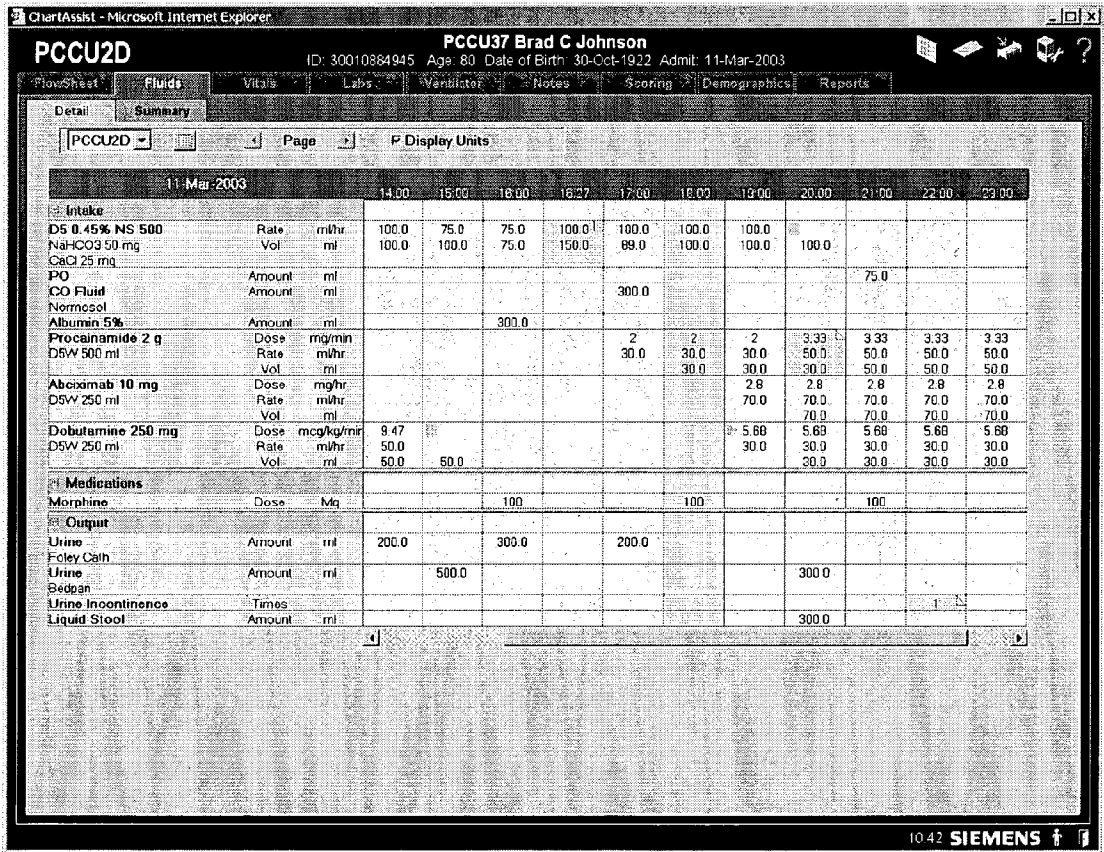 ChartAssist - Microsoft Internet Explorer
PCCU2D
PCCU37 Brad C Johnson
ID: 30010884945 Age: 80 Date of Birth: 30-Oct-1922 Admit: 11-Mar-2003
FlowSheet Fluids Vitals Labs Ventilator Notes Scoring Demographics Reports
Detail Summary
PCCU2D Page Display Units
11-Mar-2003 14:00 15:00 16:00 16:27 17:00 18:00 19:00 20:00 21:00 22:00 23:00
Intake
D5 0.45% NS 500 Rate ml/hr 100.0 75.0 75.0 100.0 100.0 100.0 100.0
NaHCO3 50 mg Vol ml 100.0 100.0 75.0 150.0 89.0 100.0 100.0 100.0
CaCl 25 mg
PO Amount ml 75.0
CO Fluid Amount ml 300.0
Normosol
Albumin 5% Amount ml 300.0
Procainamide 2 g Dose mg/min 2 2 2 3.33 3.33 3.33 3.33
D5W 500 ml Rate ml/hr 30.0 30.0 30.0 50.0 50.0 50.0 50.0
Vol ml 30.0 30.0 30.0 50.0 50.0 50.0
Abciximab 10 mg Dose mg/hr 2.8 2.8 2.8 2.8 2.8
D5W 250 ml Rate ml/hr 70.0 70.0 70.0 70.0 70.0
Vol ml 70.0 70.0 70.0 70.0
Dobutamine 250 mg Dose mcg/kg/min 9.47 5.68 5.68 5.68 5.68 5.68
D5W 250 ml Rate ml/hr 50.0 30.0 30.0 30.0 30.0 30.0
Vol ml 50.0 50.0 30.0 30.0 30.0 30.0
Medications
Morphine Dose Mg 100 100 100
Output
Urine Amount ml 200.0 300.0 200.0
Foley Cath
Urine Amount ml 500.0 300.0
Bedpan
Urine Incontinence Times 1
Liquid Stool Amount ml 300.0
10:42 SIEMENS